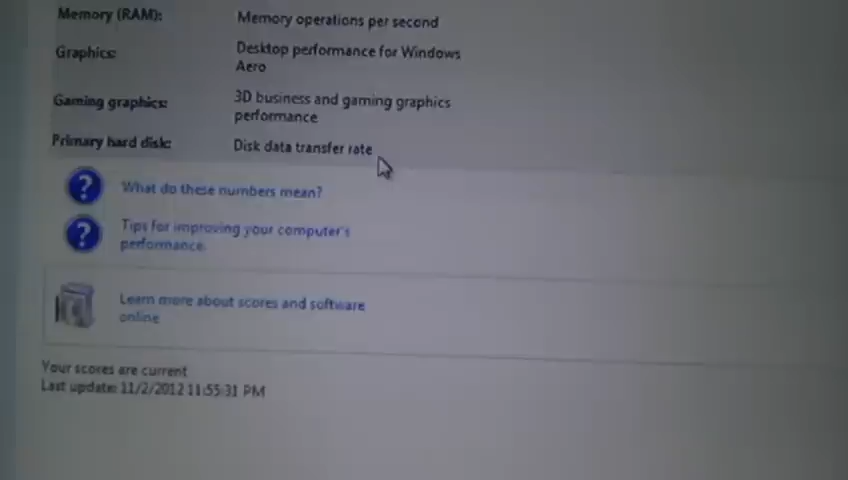 Memory (RAM): Memory operations per second
Graphics: Desktop performance for Windows
Aero
Gaming graphics: 3D business and gaming graphics
performance
Primary hard disk: Disk data transfer rate
What do these numbers mean?
Tips for improving your computer's
performance.
Learn more about scores and software
online
Your scores are current
Last update: 11/2/2012 11:55:31 PM